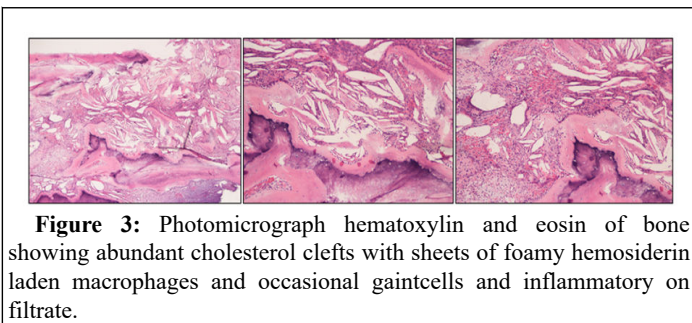 Figure 3: Photomicrograph hematoxylin and eosin of bone
showing abundant cholesterol clefts with sheets of foamy hemosiderin
laden macrophages and occasional gaintcells and inflammatory on
filtrate.